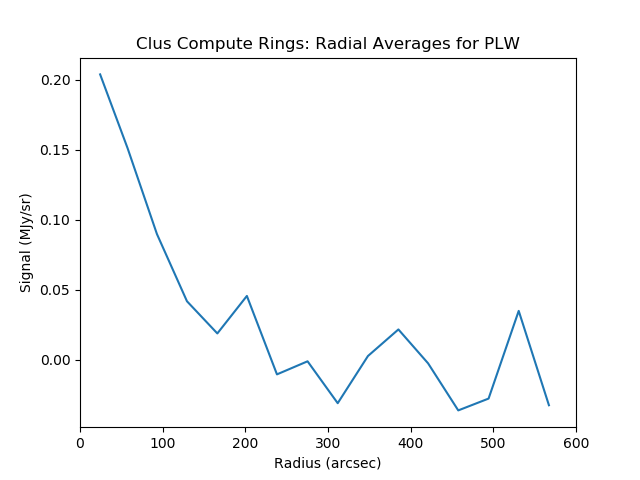 Clus Compute Rings: Radial Averages for PLW
0.20
0.15
0.10
0.05
0.00
Signal (MJy/sr)
0 100 200 300 400 500 600
Radius (arcsec)